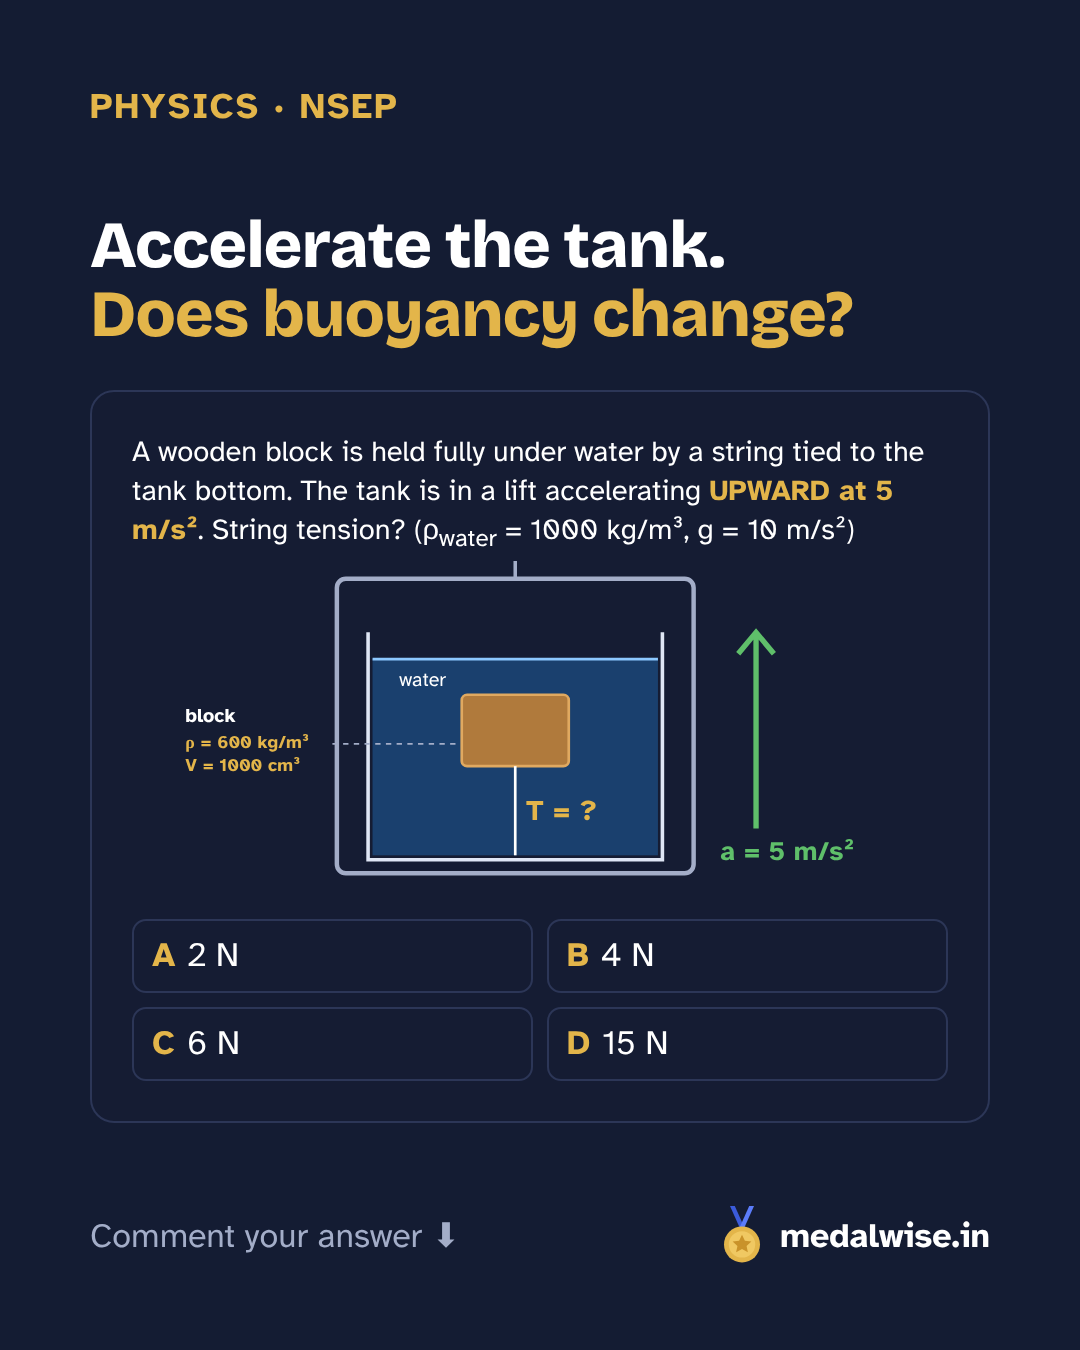 PHYSICS · NSEP
Accelerate the tank.
Does buoyancy change?
A wooden block is held fully under water by a string tied to the
tank bottom. The tank is in a lift accelerating UPWARD at 5
m/s². String tension? (ρwater = 1000 kg/m³, g = 10 m/s²)
water
block
ρ = 600 kg/m³
V = 1000 cm³
T = ?
a = 5 m/s²
A 2 N
B 4 N
C 6 N
D 15 N
Comment your answer ⬇
medalwise.in